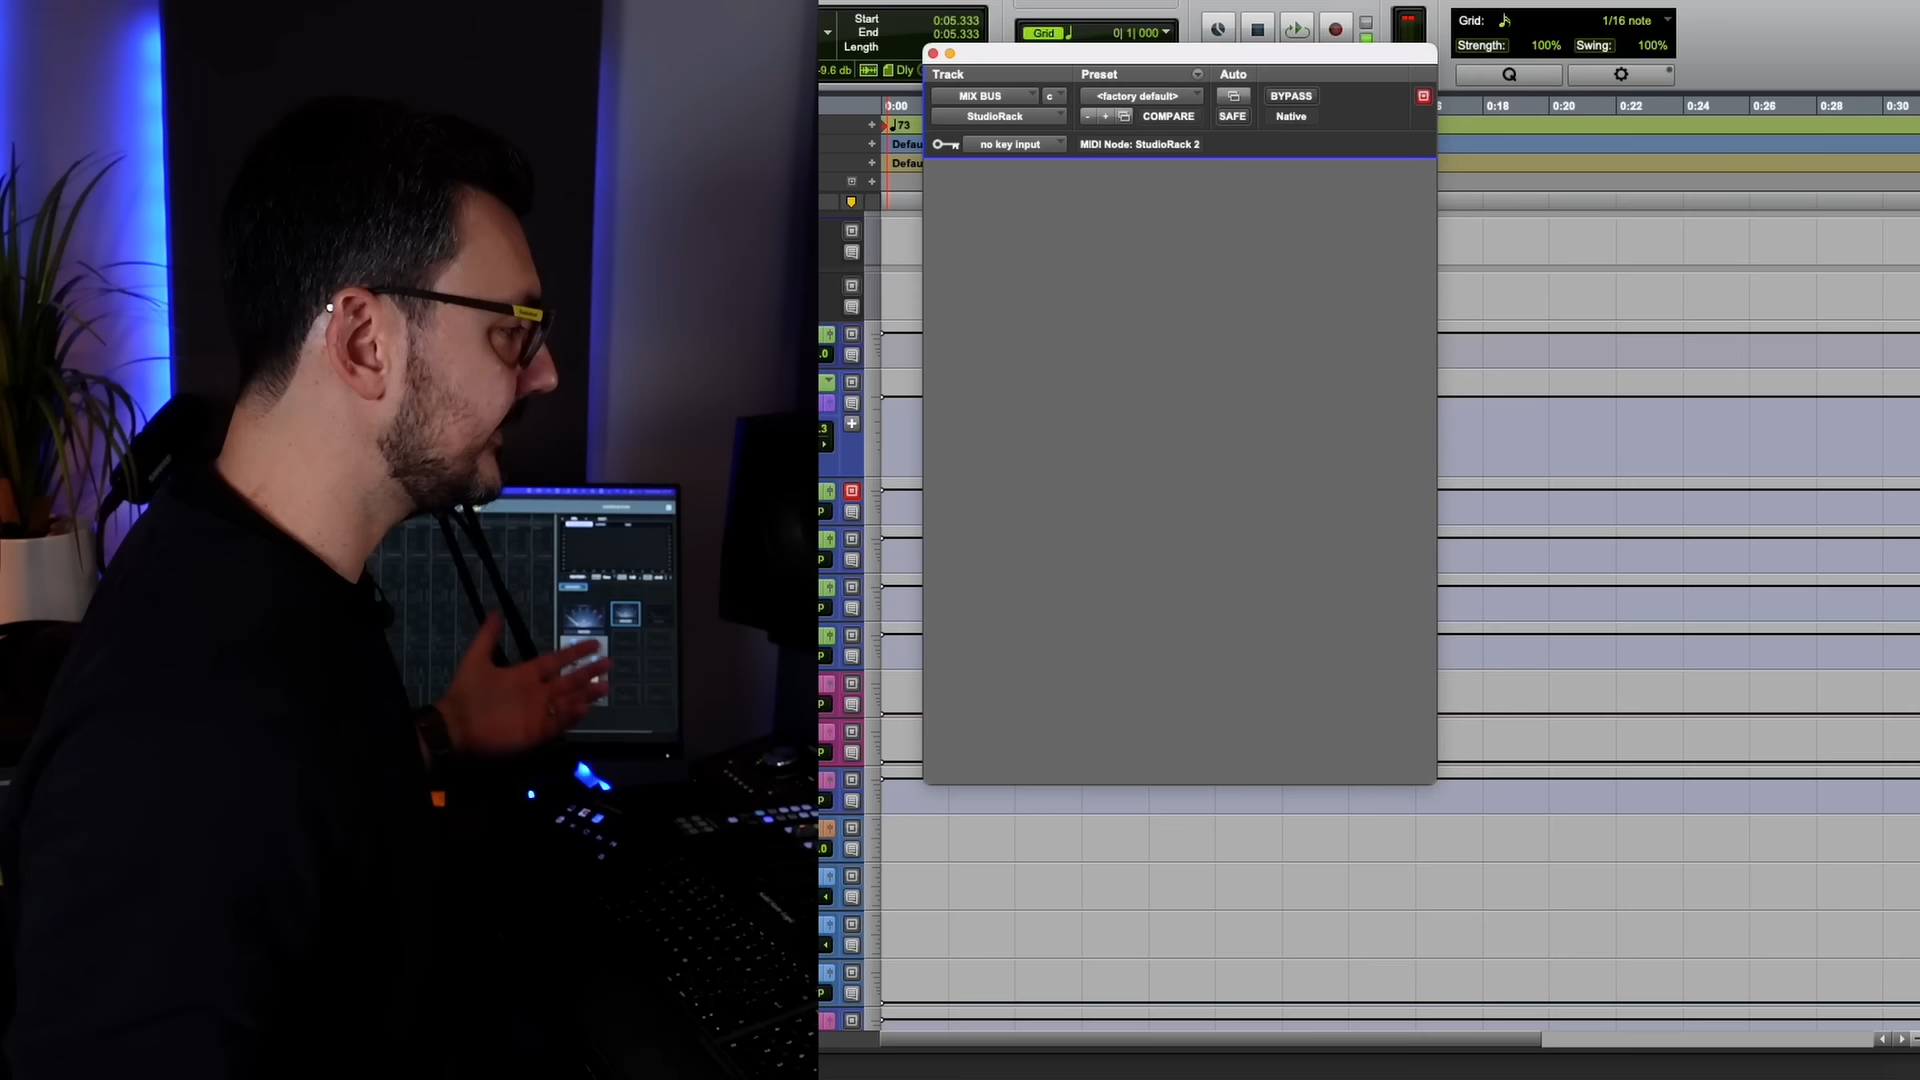 Start 0:05.333
End 0:05.333
Length
Grid 0| 1| 000
-9.6 db Dly
Grid: 1/16 note
Strength: 100% Swing: 100%
Q
Track Preset Auto
MIX BUS c <factory default> BYPASS
StudioRack - + COMPARE SAFE Native
no key input MIDI Node: StudioRack 2
0:00 0:18 0:20 0:22 0:24 0:26 0:28 0:30
73
Defau
Defau
.0
.3
P
P
P
P
P
P
P
.0
P